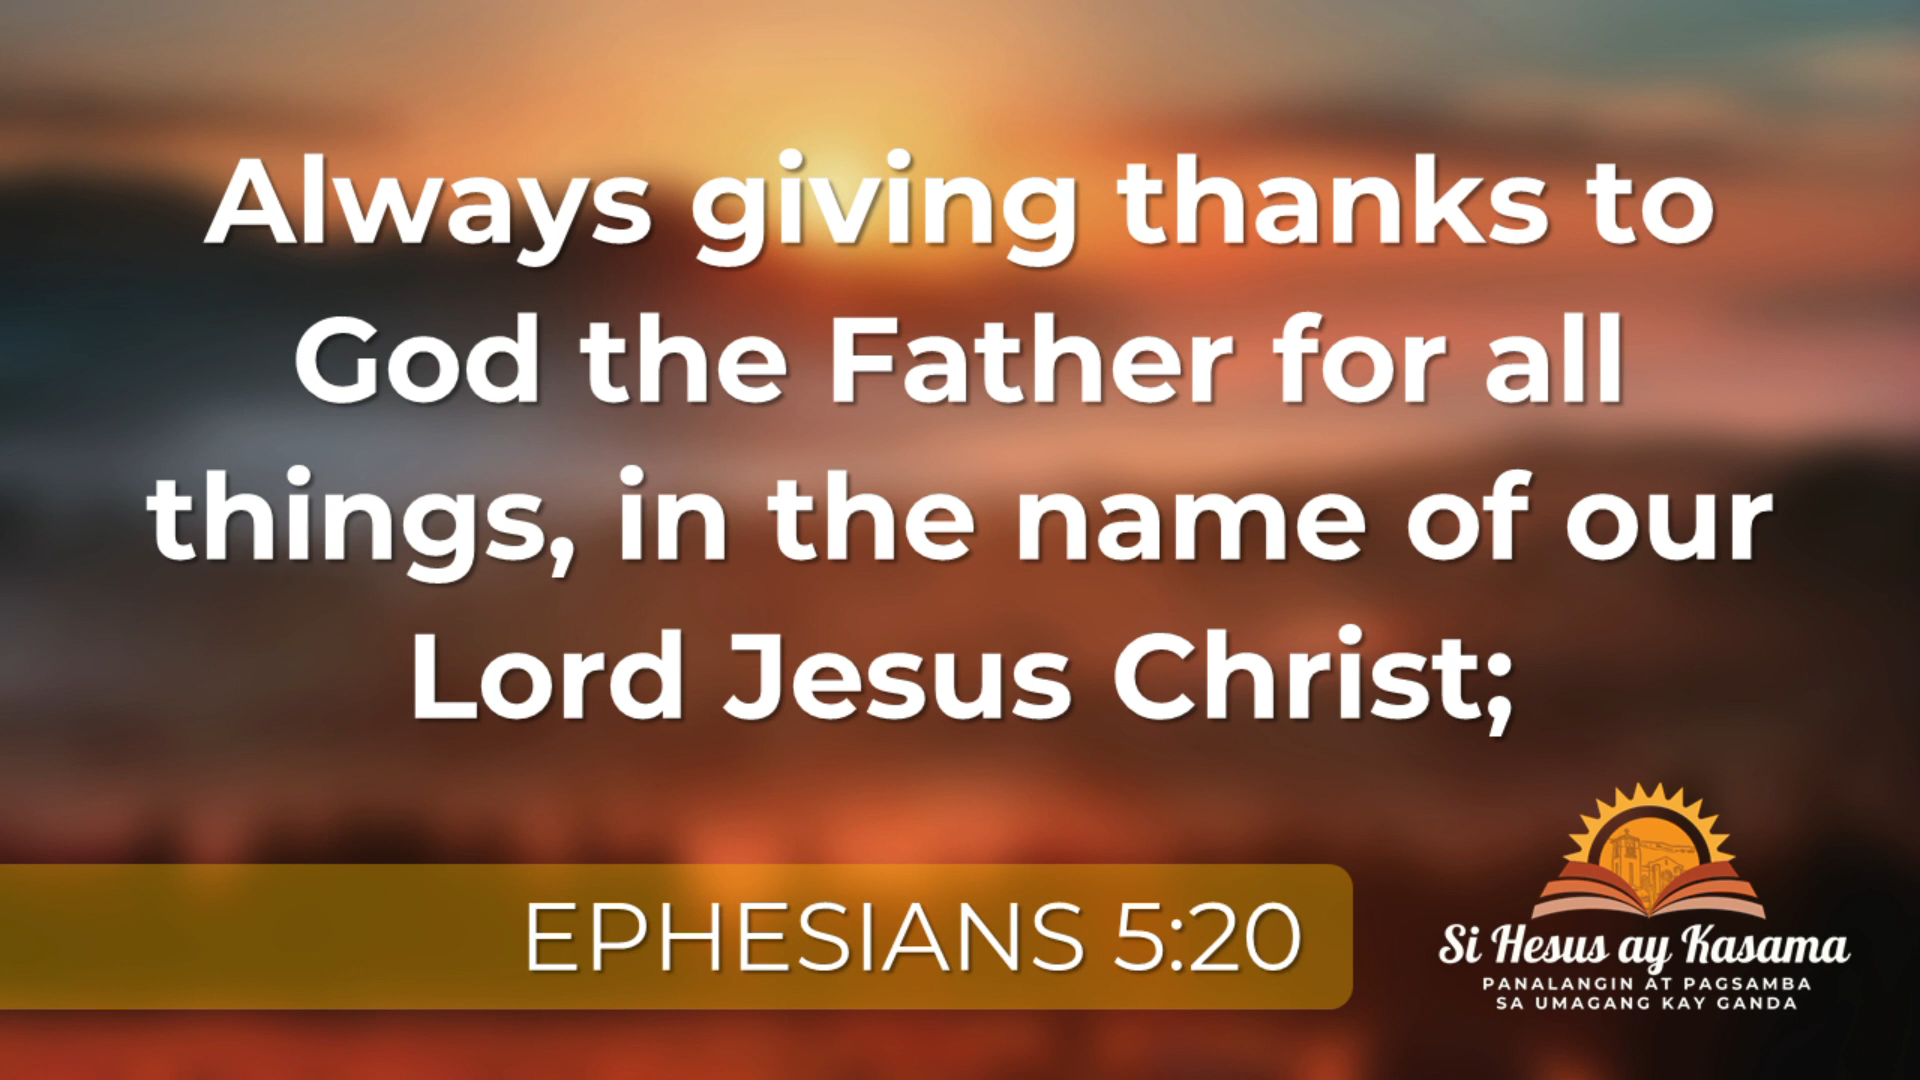 Always giving thanks to
God the Father for all
things, in the name of our
Lord Jesus Christ;
EPHESIANS 5:20
Si Hesus ay Kasama
PANALANGIN AT PAGSAMBA
SA UMAGANG KAY GANDA